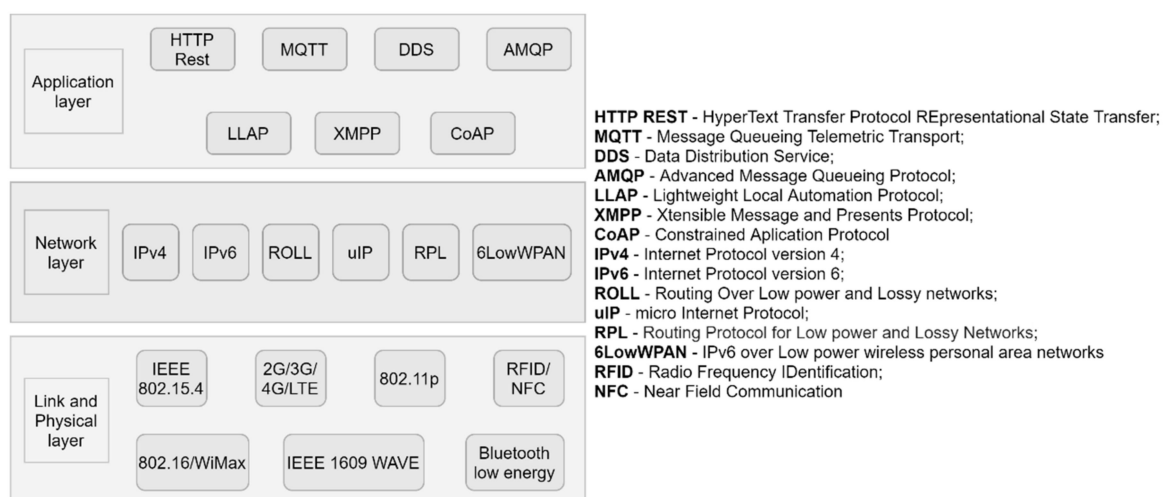 Application
layer
HTTP
Rest
MQTT
DDS
AMQP
LLAP
XMPP
CoAP
Network
layer
IPv4
IPv6
ROLL
uIP
RPL
6LowWPAN
Link and
Physical
layer
IEEE
802.15.4
2G/3G/
4G/LTE
802.11p
RFID/
NFC
802.16/WiMax
IEEE 1609 WAVE
Bluetooth
low energy
HTTP REST - HyperText Transfer Protocol REpresentational State Transfer;
MQTT - Message Queueing Telemetric Transport;
DDS - Data Distribution Service;
AMQP - Advanced Message Queueing Protocol;
LLAP - Lightweight Local Automation Protocol;
XMPP - Xtensible Message and Presents Protocol;
CoAP - Constrained Aplication Protocol
IPv4 - Internet Protocol version 4;
IPv6 - Internet Protocol version 6;
ROLL - Routing Over Low power and Lossy networks;
uIP - micro Internet Protocol;
RPL - Routing Protocol for Low power and Lossy Networks;
6LowWPAN - IPv6 over Low power wireless personal area networks
RFID - Radio Frequency IDentification;
NFC - Near Field Communication